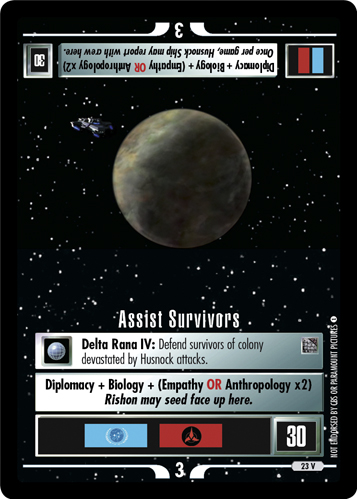 3
Diplomacy + Biology + (Empathy OR Anthropology x2)
Once per game, Husnock Ship may report with crew here.
30
Assist Survivors
Delta Rana IV: Defend survivors of colony
devastated by Husnock attacks.
Diplomacy + Biology + (Empathy OR Anthropology x2)
Rishon may seed face up here.
30
23 V
3
NOT ENDORSED BY CBS OR PARAMOUNT PICTURES